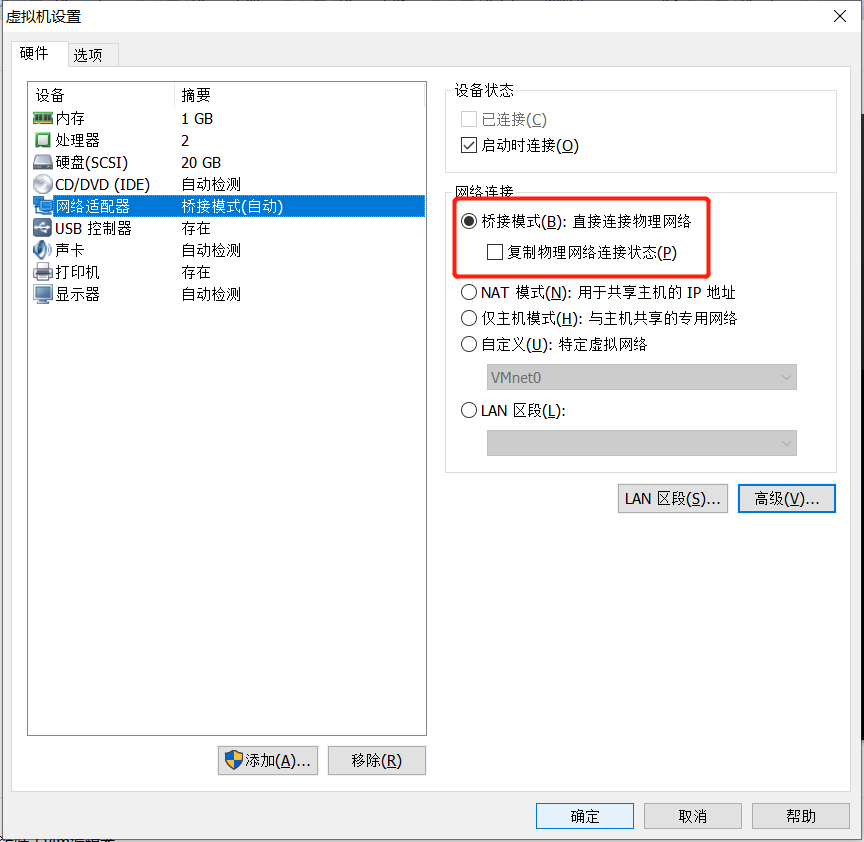 虚拟机设置
硬件 选项
设备 摘要
内存 1 GB
处理器 2
硬盘(SCSI) 20 GB
CD/DVD (IDE) 自动检测
网络适配器 桥接模式(自动)
USB 控制器 存在
声卡 自动检测
打印机 存在
显示器 自动检测
添加(A)... 移除(R)
设备状态
已连接(C)
启动时连接(O)
网络连接
桥接模式(B): 直接连接物理网络
复制物理网络连接状态(P)
NAT 模式(N): 用于共享主机的 IP 地址
仅主机模式(H): 与主机共享的专用网络
自定义(U): 特定虚拟网络
VMnet0
LAN 区段(L):
LAN 区段(S)... 高级(V)...
确定 取消 帮助